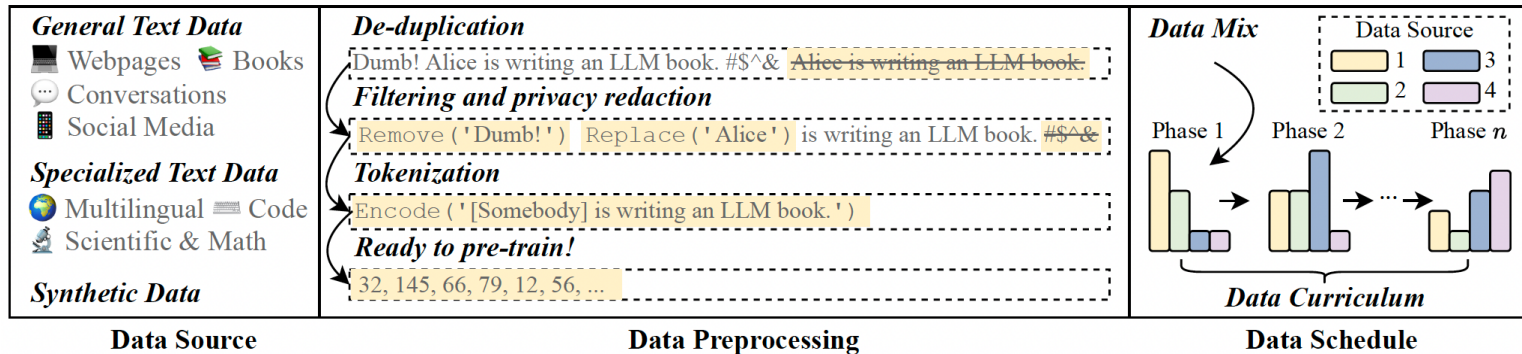 General Text Data
Webpages Books
Conversations
Social Media
Specialized Text Data
Multilingual Code
Scientific & Math
Synthetic Data
Data Source
De-duplication
Dumb! Alice is writing an LLM book. #$^& Alice is writing an LLM book.
Filtering and privacy redaction
Remove('Dumb!') Replace('Alice') is writing an LLM book. #$^&
Tokenization
Encode('[Somebody] is writing an LLM book.')
Ready to pre-train!
32, 145, 66, 79, 12, 56, ...
Data Preprocessing
Data Mix
Data Source
1 3
2 4
Phase 1 Phase 2 Phase n
...
Data Curriculum
Data Schedule